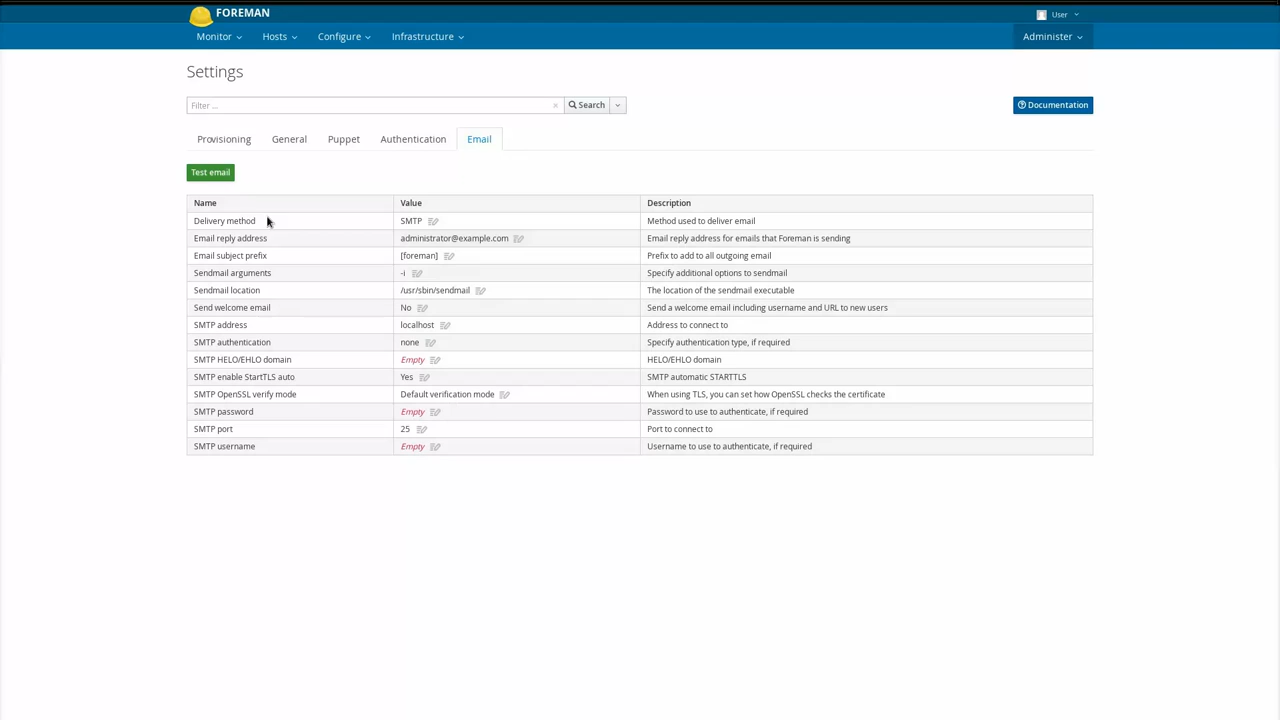 FOREMAN
User
Monitor Hosts Configure Infrastructure Administer
Settings
Filter ... × Search Documentation
Provisioning General Puppet Authentication Email
Test email
Name Value Description
Delivery method SMTP Method used to deliver email
Email reply address administrator@example.com Email reply address for emails that Foreman is sending
Email subject prefix [foreman] Prefix to add to all outgoing email
Sendmail arguments -i Specify additional options to sendmail
Sendmail location /usr/sbin/sendmail The location of the sendmail executable
Send welcome email No Send a welcome email including username and URL to new users
SMTP address localhost Address to connect to
SMTP authentication none Specify authentication type, if required
SMTP HELO/EHLO domain Empty HELO/EHLO domain
SMTP enable StartTLS auto Yes SMTP automatic STARTTLS
SMTP OpenSSL verify mode Default verification mode When using TLS, you can set how OpenSSL checks the certificate
SMTP password Empty Password to use to authenticate, if required
SMTP port 25 Port to connect to
SMTP username Empty Username to use to authenticate, if required